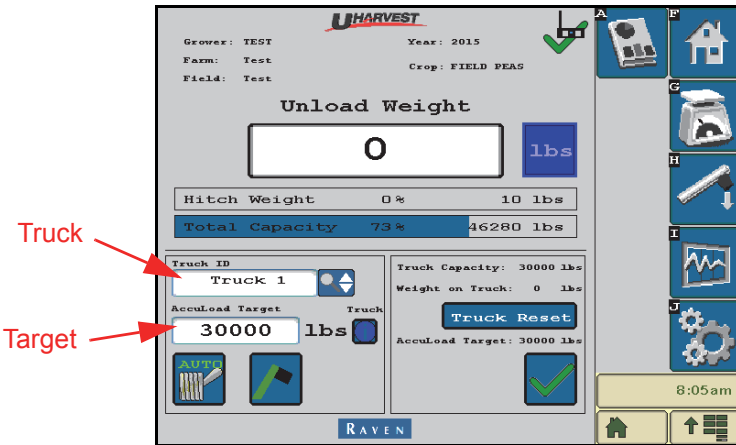 UHARVEST
Grower: TEST
Year: 2015
Farm: Test
Crop: FIELD PEAS
Field: Test
Unload Weight
0
lbs
Hitch Weight 0% 10 lbs
Total Capacity 73% 46280 lbs
Truck
Target
Truck ID
Truck 1
AccuLoad Target
Truck
30000 lbs
AUTO
Truck Capacity: 30000 lbs
Weight on Truck: 0 lbs
Truck Reset
AccuLoad Target: 30000 lbs
RAVEN
A
F
G
H
I
J
8:05am